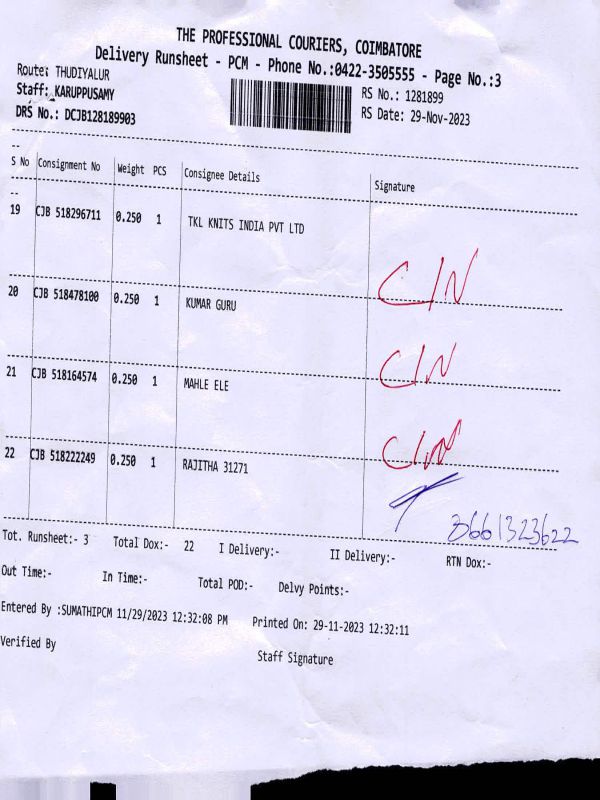 THE PROFESSIONAL COURIERS, COIMBATORE
Delivery Runsheet - PCM - Phone No.:0422-3505555 - Page No.:3
Route: THUDIYALUR
RS No.: 1281899
Staff: KARUPPUSAMY
RS Date: 29-Nov-2023
DRS No.: DCJB128189903
S No Consignment No Weight PCS Consignee Details Signature
19 CJB 518296711 0.250 1 TKL KNITS INDIA PVT LTD
CIN
20 CJB 518478100 0.250 1 KUMAR GURU
CIN
21 CJB 518164574 0.250 1 MAHLE ELE
CIN
22 CJB 518222249 0.250 1 RAJITHA 31271
Tot. Runsheet:- 3 Total Dox:- 22 I Delivery:- II Delivery:- RTN Dox:-
Out Time:- In Time:- Total POD:- Delvy Points:-
Entered By :SUMATHIPCM 11/29/2023 12:32:08 PM Printed On: 29-11-2023 12:32:11
Verified By Staff Signature